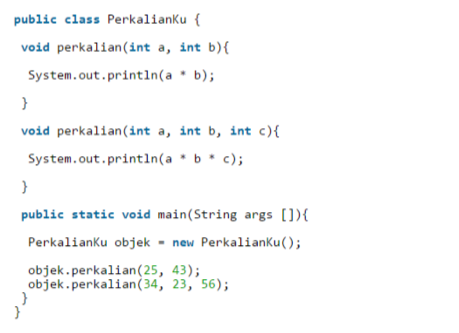 public class PerkalianKu {
void perkalian(int a, int b){
System.out.println(a * b);
}
void perkalian(int a, int b, int c){
System.out.println(a * b * c);
}
public static void main(String args []){
PerkalianKu objek = new PerkalianKu();
objek.perkalian(25, 43);
objek.perkalian(34, 23, 56);
}
}